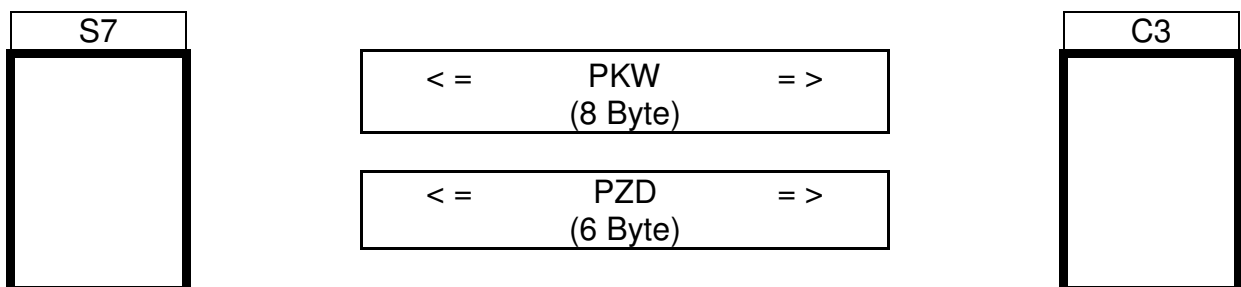 S7
C3
< = PKW = >
(8 Byte)
< = PZD = >
(6 Byte)